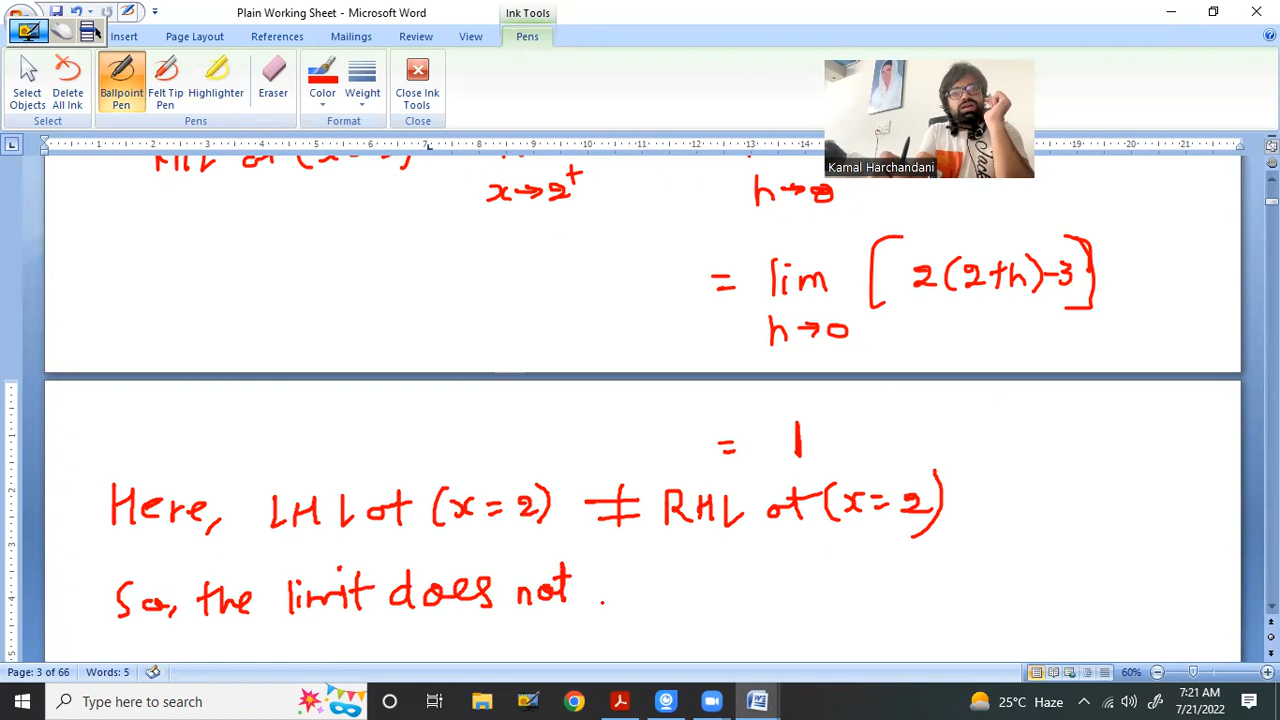 Plain Working Sheet - Microsoft Word
Ink Tools
Insert Page Layout References Mailings Review View Pens
Select Objects
Delete All Ink
Ballpoint Pen
Felt Tip Pen
Highlighter
Eraser
Color
Weight
Close Ink Tools
Select Pens Format Close
Kamal Harchandani
x→2⁺ h→0
= lim [2(2+h)-3]
h→0
= 1
Here, LHL at (x=2) ≠ RHL at (x=2)
So, the limit does not
Page: 3 of 66 Words: 5 60%
Type here to search
25°C Haze
7:21 AM
7/21/2022